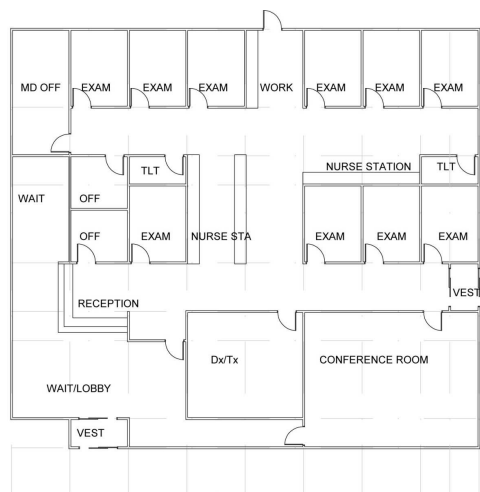 MD OFF
EXAM
EXAM
EXAM
WORK
EXAM
EXAM
EXAM
TLT
NURSE STATION
TLT
WAIT
OFF
OFF
EXAM
NURSE STA
EXAM
EXAM
EXAM
VEST
RECEPTION
Dx/Tx
CONFERENCE ROOM
WAIT/LOBBY
VEST